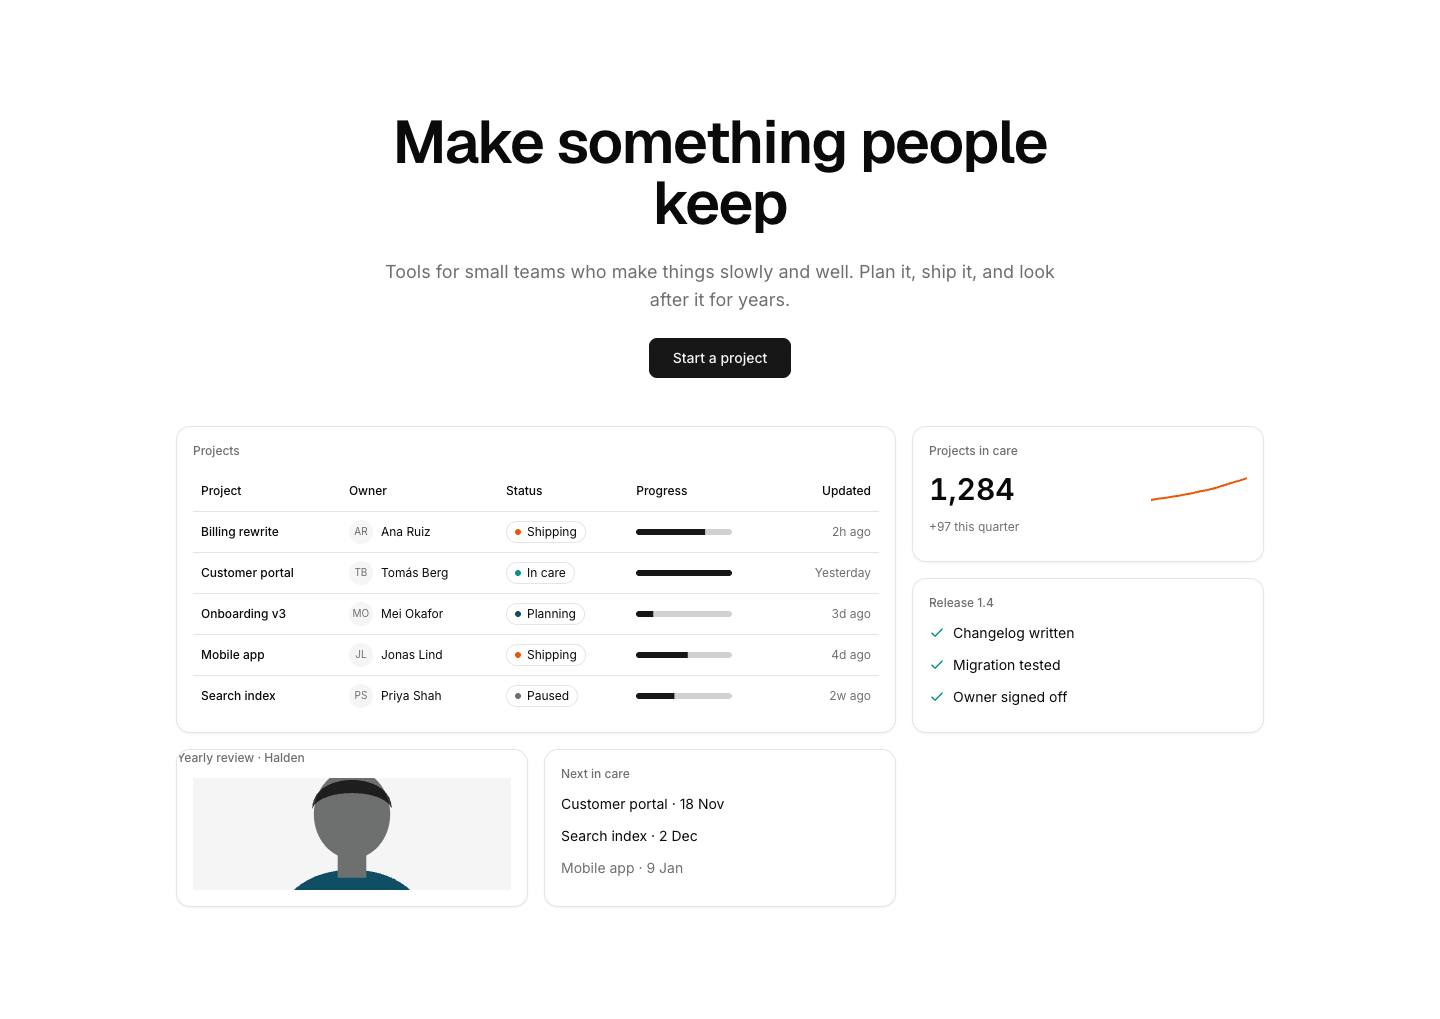 Make something people
keep
Tools for small teams who make things slowly and well. Plan it, ship it, and look
after it for years.
Start a project
Projects
Project Owner Status Progress Updated
Billing rewrite AR Ana Ruiz Shipping 2h ago
Customer portal TB Tomás Berg In care Yesterday
Onboarding v3 MO Mei Okafor Planning 3d ago
Mobile app JL Jonas Lind Shipping 4d ago
Search index PS Priya Shah Paused 2w ago
Projects in care
1,284
+97 this quarter
Release 1.4
Changelog written
Migration tested
Owner signed off
Yearly review · Halden
Next in care
Customer portal · 18 Nov
Search index · 2 Dec
Mobile app · 9 Jan